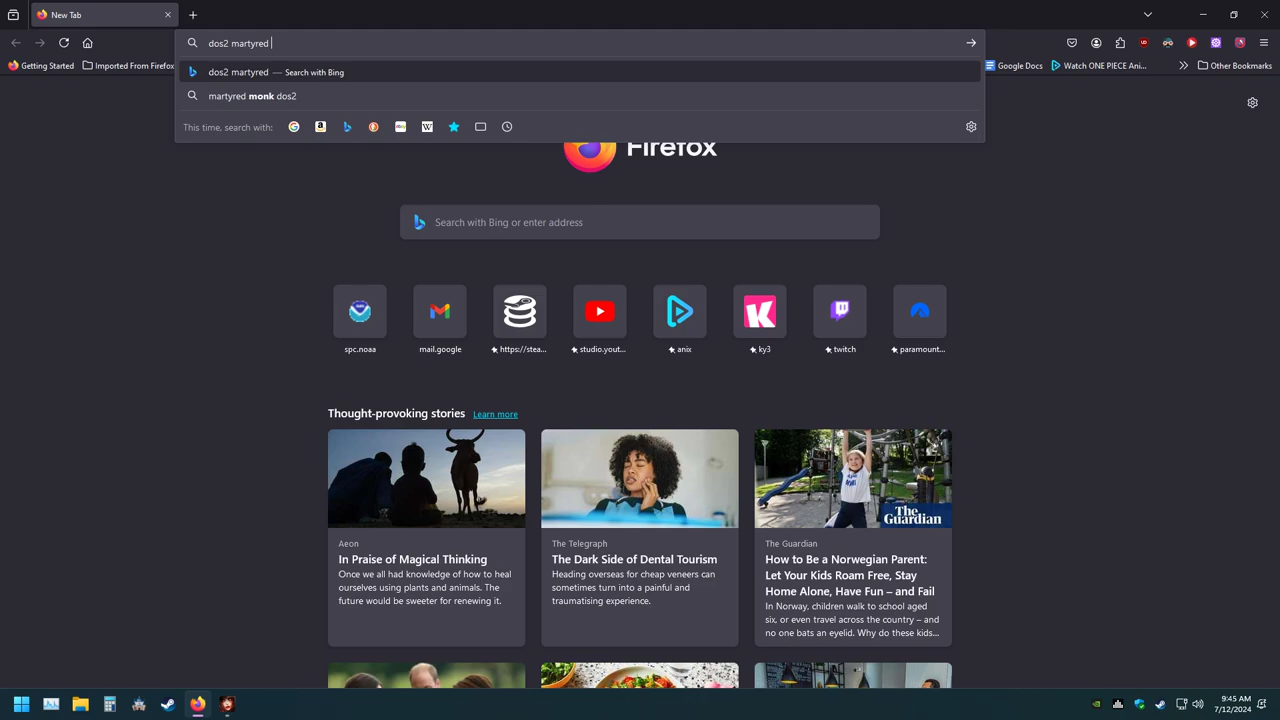 New Tab
dos2 martyred
Getting Started
Imported From Firefox
Google Docs
Watch ONE PIECE Ani...
Other Bookmarks
dos2 martyred — Search with Bing
martyred monk dos2
This time, search with:
Firefox
Search with Bing or enter address
spc.noaa
mail.google
https://stea...
studio.yout...
anix
ky3
twitch
paramount...
Thought-provoking stories Learn more
The Guardian
Aeon
In Praise of Magical Thinking
Once we all had knowledge of how to heal
ourselves using plants and animals. The
future would be sweeter for renewing it.
The Telegraph
The Dark Side of Dental Tourism
Heading overseas for cheap veneers can
sometimes turn into a painful and
traumatising experience.
The Guardian
How to Be a Norwegian Parent:
Let Your Kids Roam Free, Stay
Home Alone, Have Fun – and Fail
In Norway, children walk to school aged
six, or even travel across the country – and
no one bats an eyelid. Why do these kids...
9:45 AM
7/12/2024